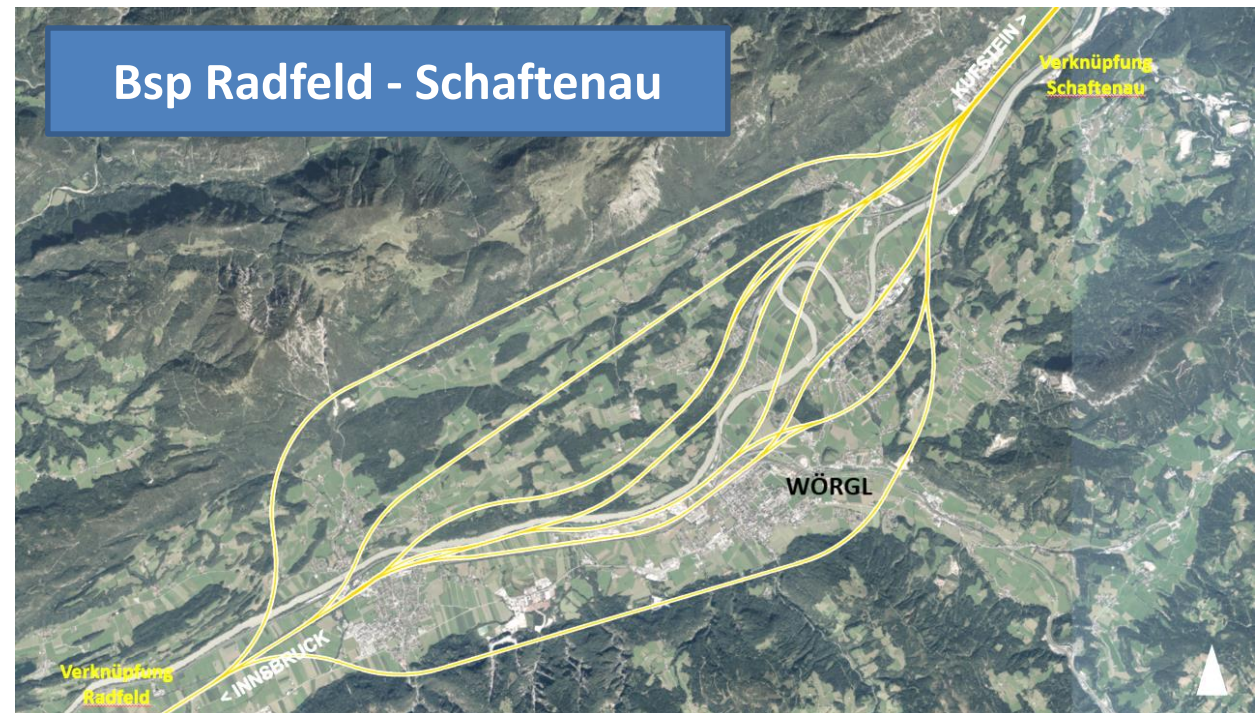 Bsp Radfeld - Schaftenau
KUFSTEIN >
Verknüpfung
Schaftenau
WÖRGL
< INNSBRUCK
Verknüpfung
Radfeld